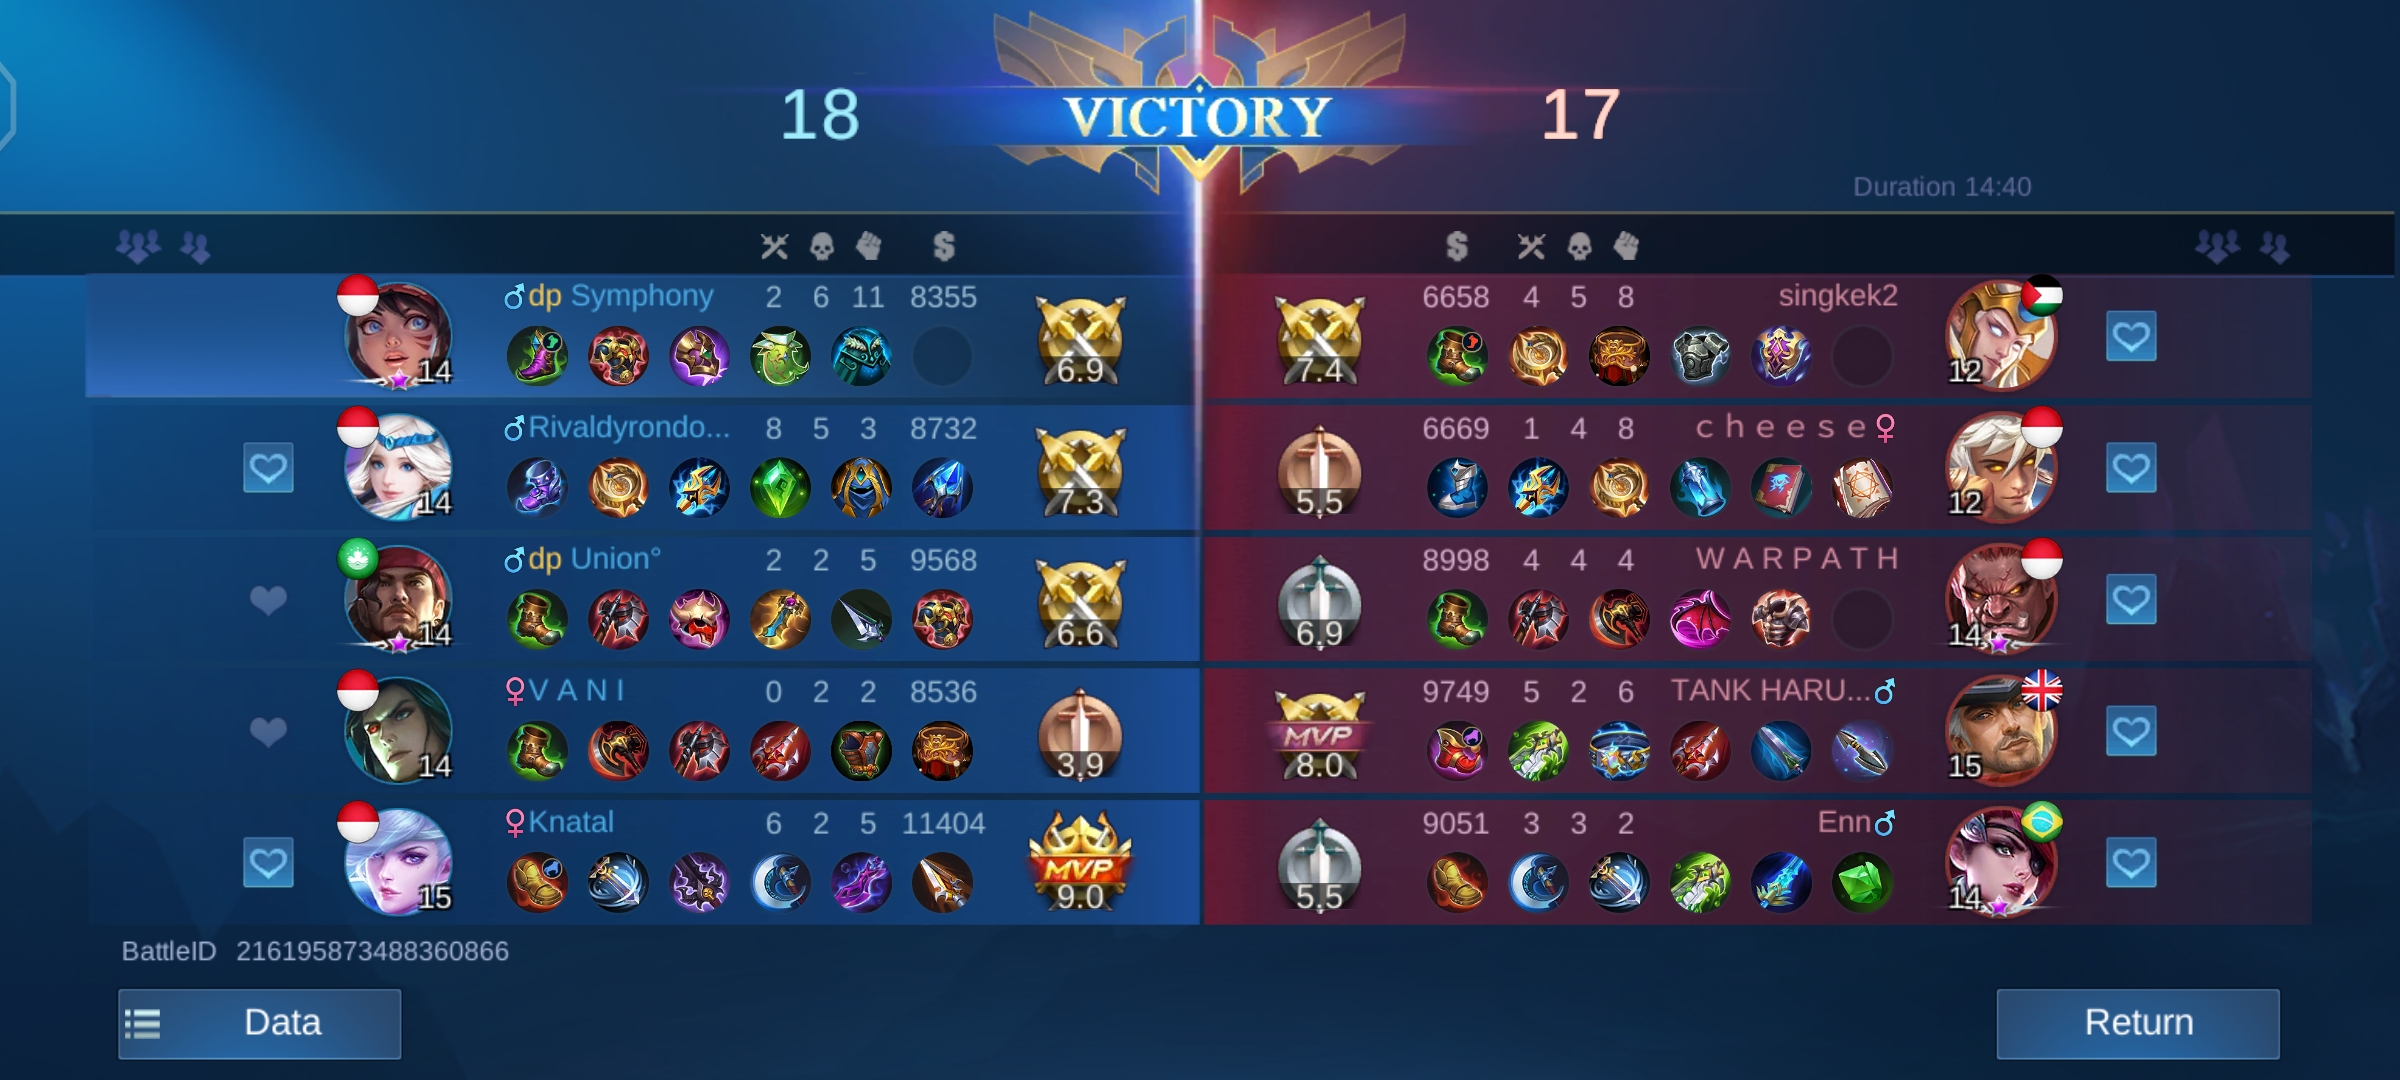 18 VICTORY 17
Duration 14:40
dp Symphony 2 6 11 8355
14 6.9
6658 4 5 8 singkek2
7.4 12
Rivaldyrondo... 8 5 3 8732
14 7.3
6669 1 4 8 c h e e s e
5.5 12
dp Union° 2 2 5 9568
14 6.6
8998 4 4 4 W A R P A T H
6.9 14
V A N I 0 2 2 8536
14 3.9
9749 5 2 6 TANK HARU...
MVP
8.0 15
Knatal 6 2 5 11404
MVP
15 9.0
9051 3 3 2 Enn
5.5 14
BattleID 216195873488360866
Data Return